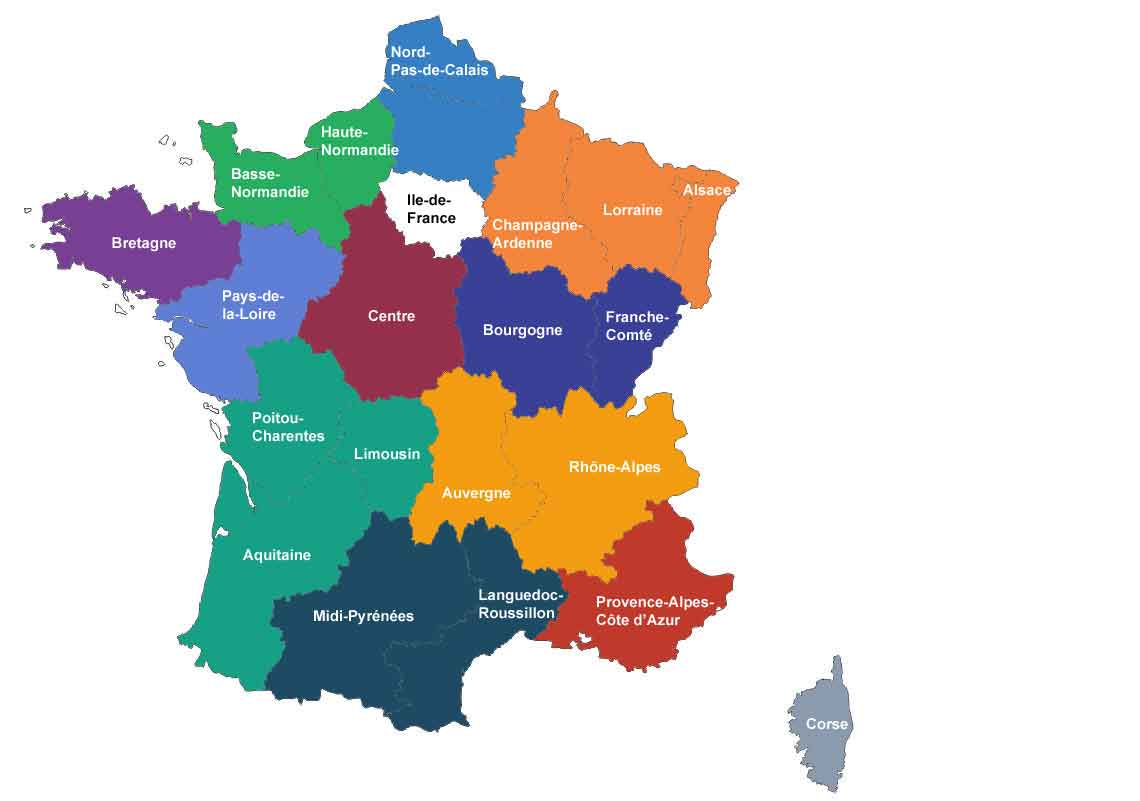 Nord-
Pas-de-Calais
Haute-
Normandie
Basse-
Normandie
Ile-de-
France
Champagne-
Ardenne
Lorraine
Alsace
Bretagne
Pays-de-
la-Loire
Centre
Bourgogne
Franche-
Comté
Poitou-
Charentes
Limousin
Auvergne
Rhône-Alpes
Aquitaine
Midi-Pyrénées
Languedoc-
Roussillon
Provence-Alpes-
Côte d’Azur
Corse